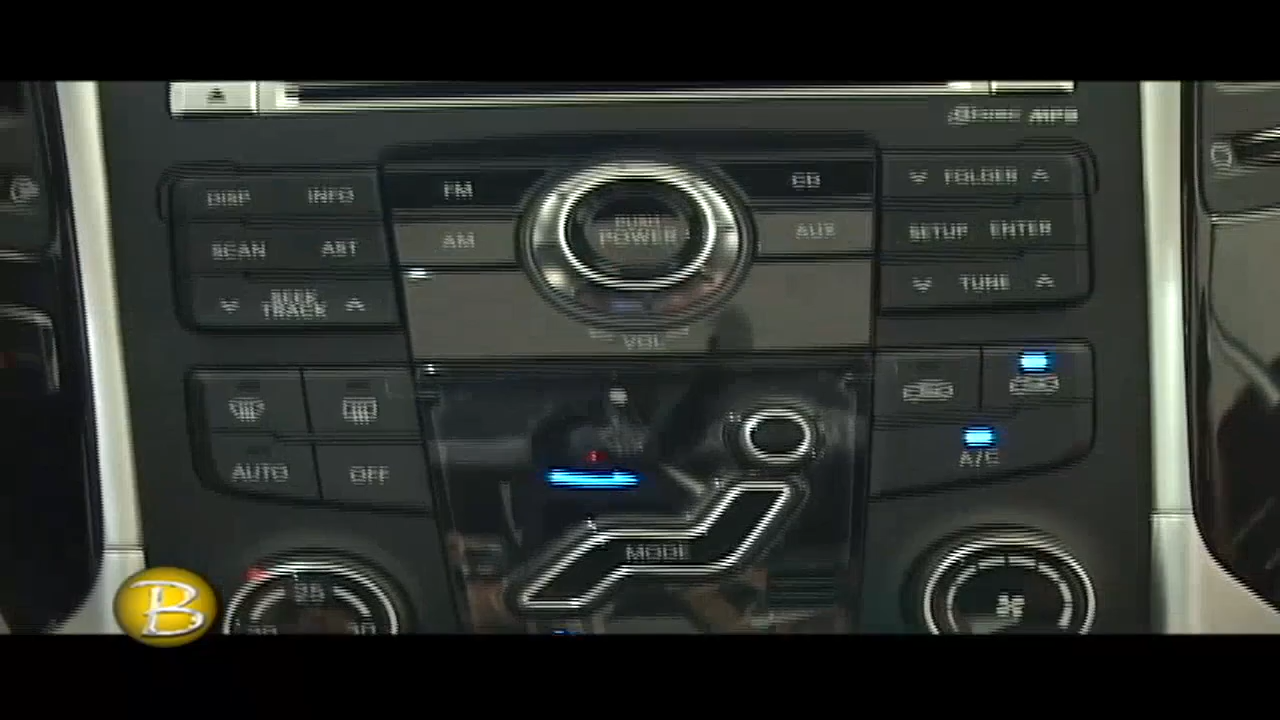 MP3
DISP INFO
FM
CD
FOLDER
SCAN AST
AM
PUSH
POWER
AUX
SETUP ENTER
SEEK
TRACK
VOL
TUNE
AUTO OFF
A/C
MODE
25
B